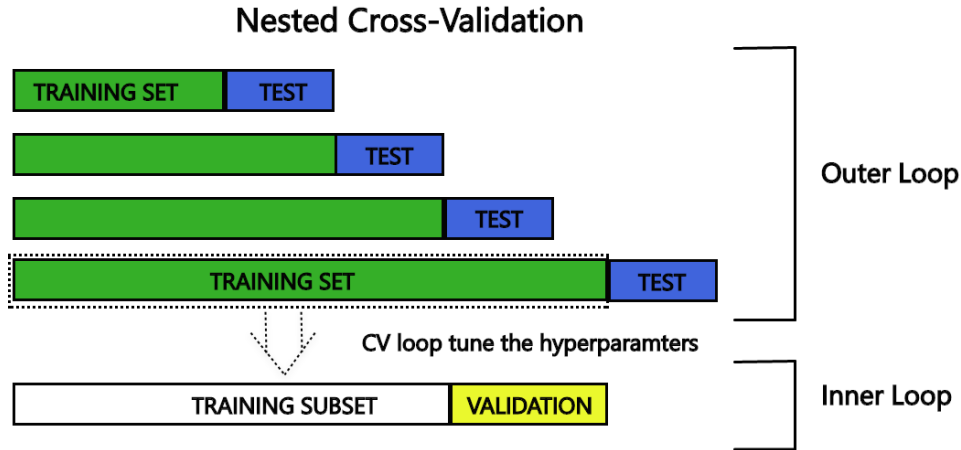 Nested Cross-Validation
TRAINING SET TEST
TEST
Outer Loop
TEST
TRAINING SET TEST
CV loop tune the hyperparamters
TRAINING SUBSET VALIDATION
Inner Loop